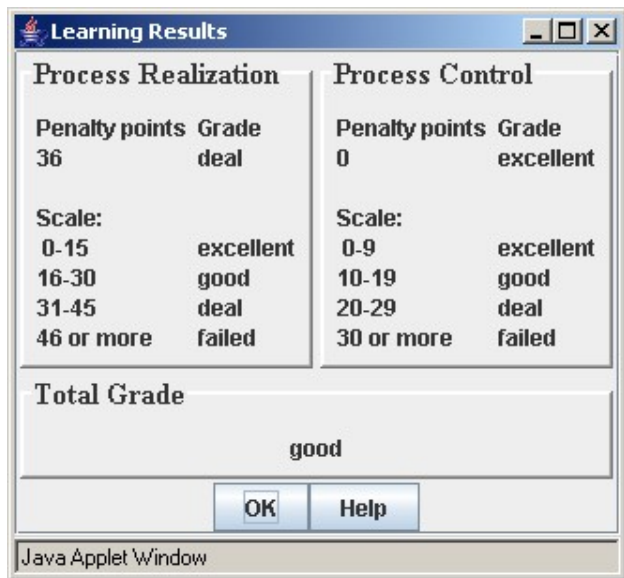 Learning Results
Process Realization
Penalty points Grade
36 deal
Scale:
0-15 excellent
16-30 good
31-45 deal
46 or more failed
Process Control
Penalty points Grade
0 excellent
Scale:
0-9 excellent
10-19 good
20-29 deal
30 or more failed
Total Grade
good
OK Help
Java Applet Window